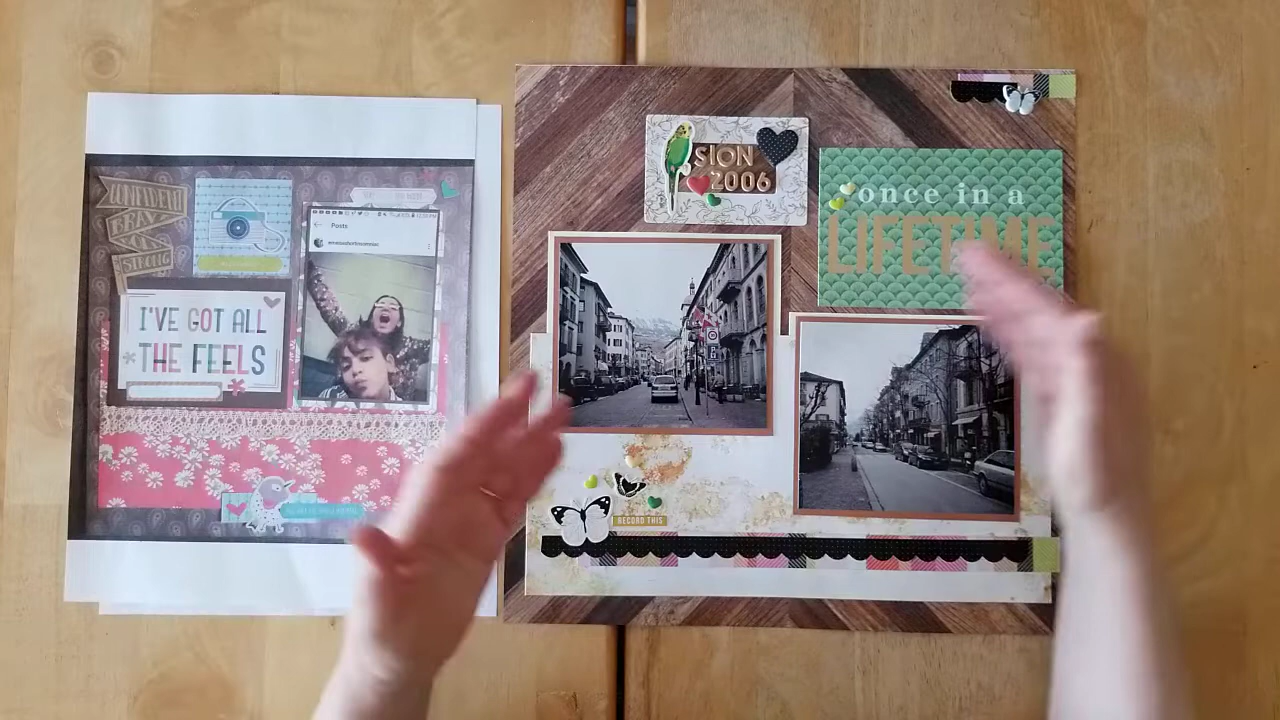 CONFIDENT
BRAVE
STRONG
Posts
I'VE GOT ALL
THE FEELS
SION
2006
once in a
LIFETIME
RECORD THIS